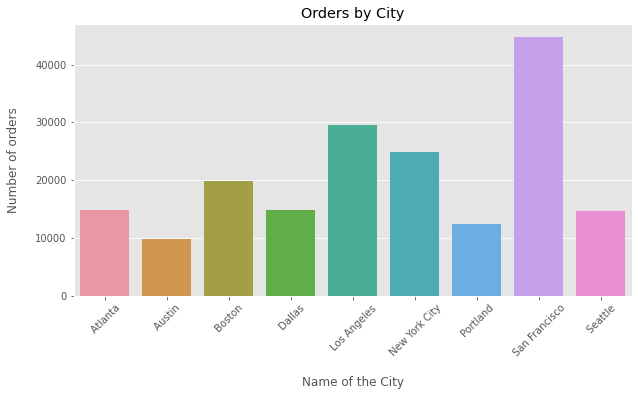 Orders by City
Number of orders
40000
30000
20000
10000
0
Atlanta
Austin
Boston
Dallas
Los Angeles
New York City
Portland
San Francisco
Seattle
Name of the City